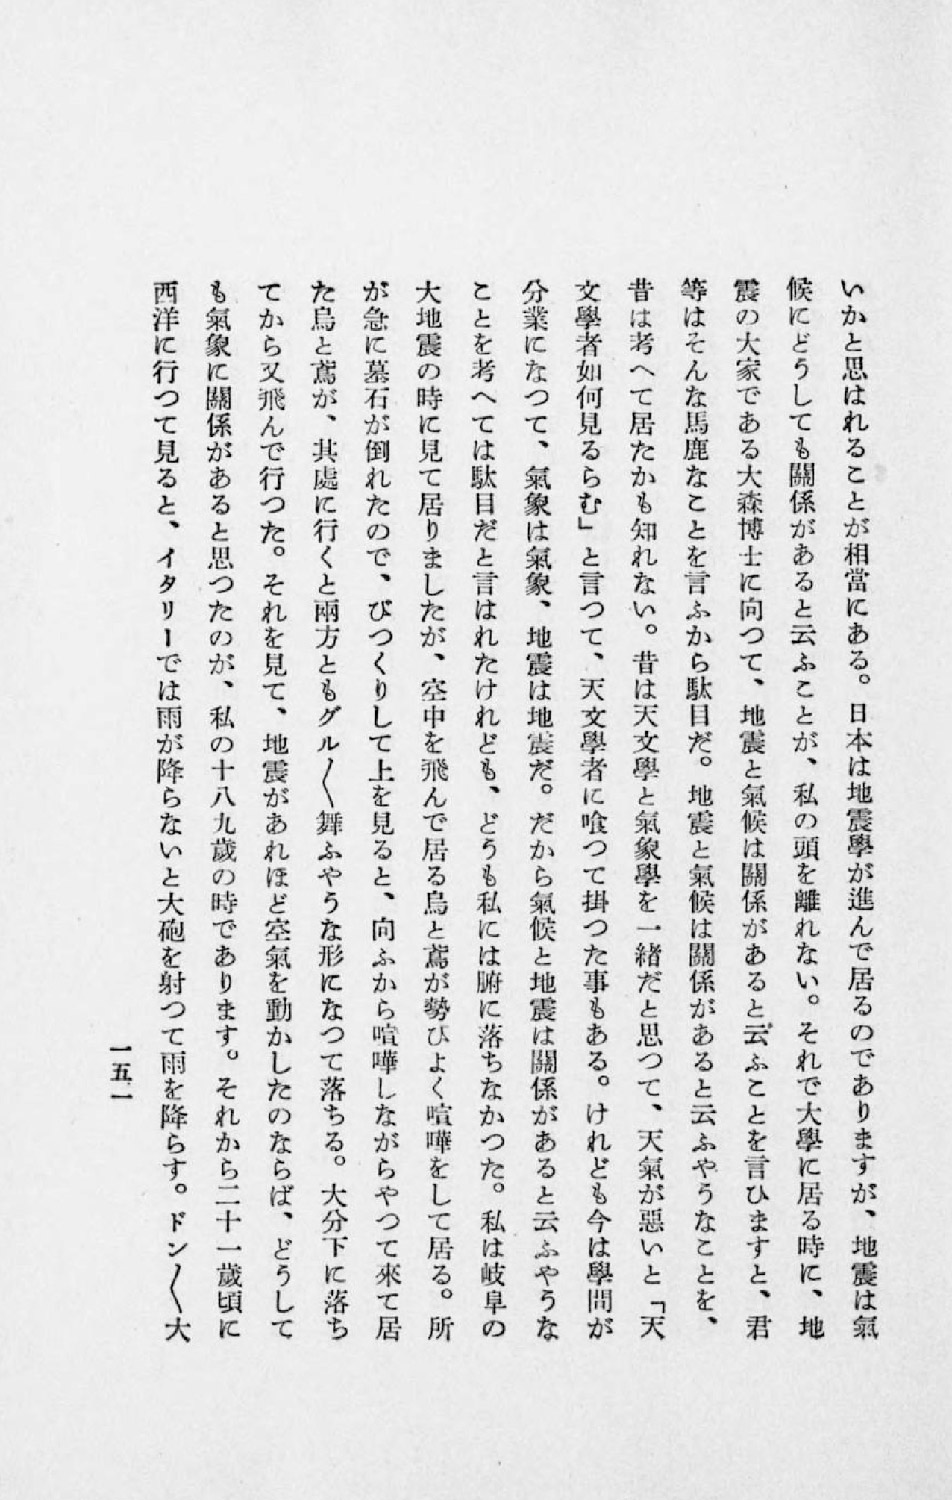 いかと思はれることが相當にある。日本は地震學が進んで居るのでありますが、地震は氣
候にどうしても關係があると云ふことが、私の頭を離れない。それで大學に居る時に、地
震の大家である大森博士に向つて、地震と氣候は關係があると云ふことを言ひますと、君
等はそんな馬鹿なことを言ふから駄目だ。地震と氣候は關係があると云ふやうなことを、
昔は考へて居たかも知れない。昔は天文學と氣象學を一緒だと思つて、天氣が惡いと「天
文學者如何見るらむ」と言つて、天文學者に喰つて掛つた事もある。けれども今は學問が
分業になつて、氣象は氣象、地震は地震だ。だから氣候と地震は關係があると云ふやうな
ことを考へては駄目だと言はれたけれども、どうも私には腑に落ちなかつた。私は岐阜の
大地震の時に見て居りましたが、空中を飛んで居る烏と鳶が勢ひよく喧嘩をして居る。所
が急に墓石が倒れたので、びつくりして上を見ると、向ふから喧嘩しながらやつて來て居
た烏と鳶が、其處に行くと兩方ともグル〳〵舞ふやうな形になつて落ちる。大分下に落ち
てから又飛んで行つた。それを見て、地震があれほど空氣を動かしたのならば、どうして
も氣象に關係があると思つたのが、私の十八九歲の時であります。それから二十一歲頃に
西洋に行つて見ると、イタリーでは雨が降らないと大砲を射つて雨を降らす。ドン〳〵大
一五一